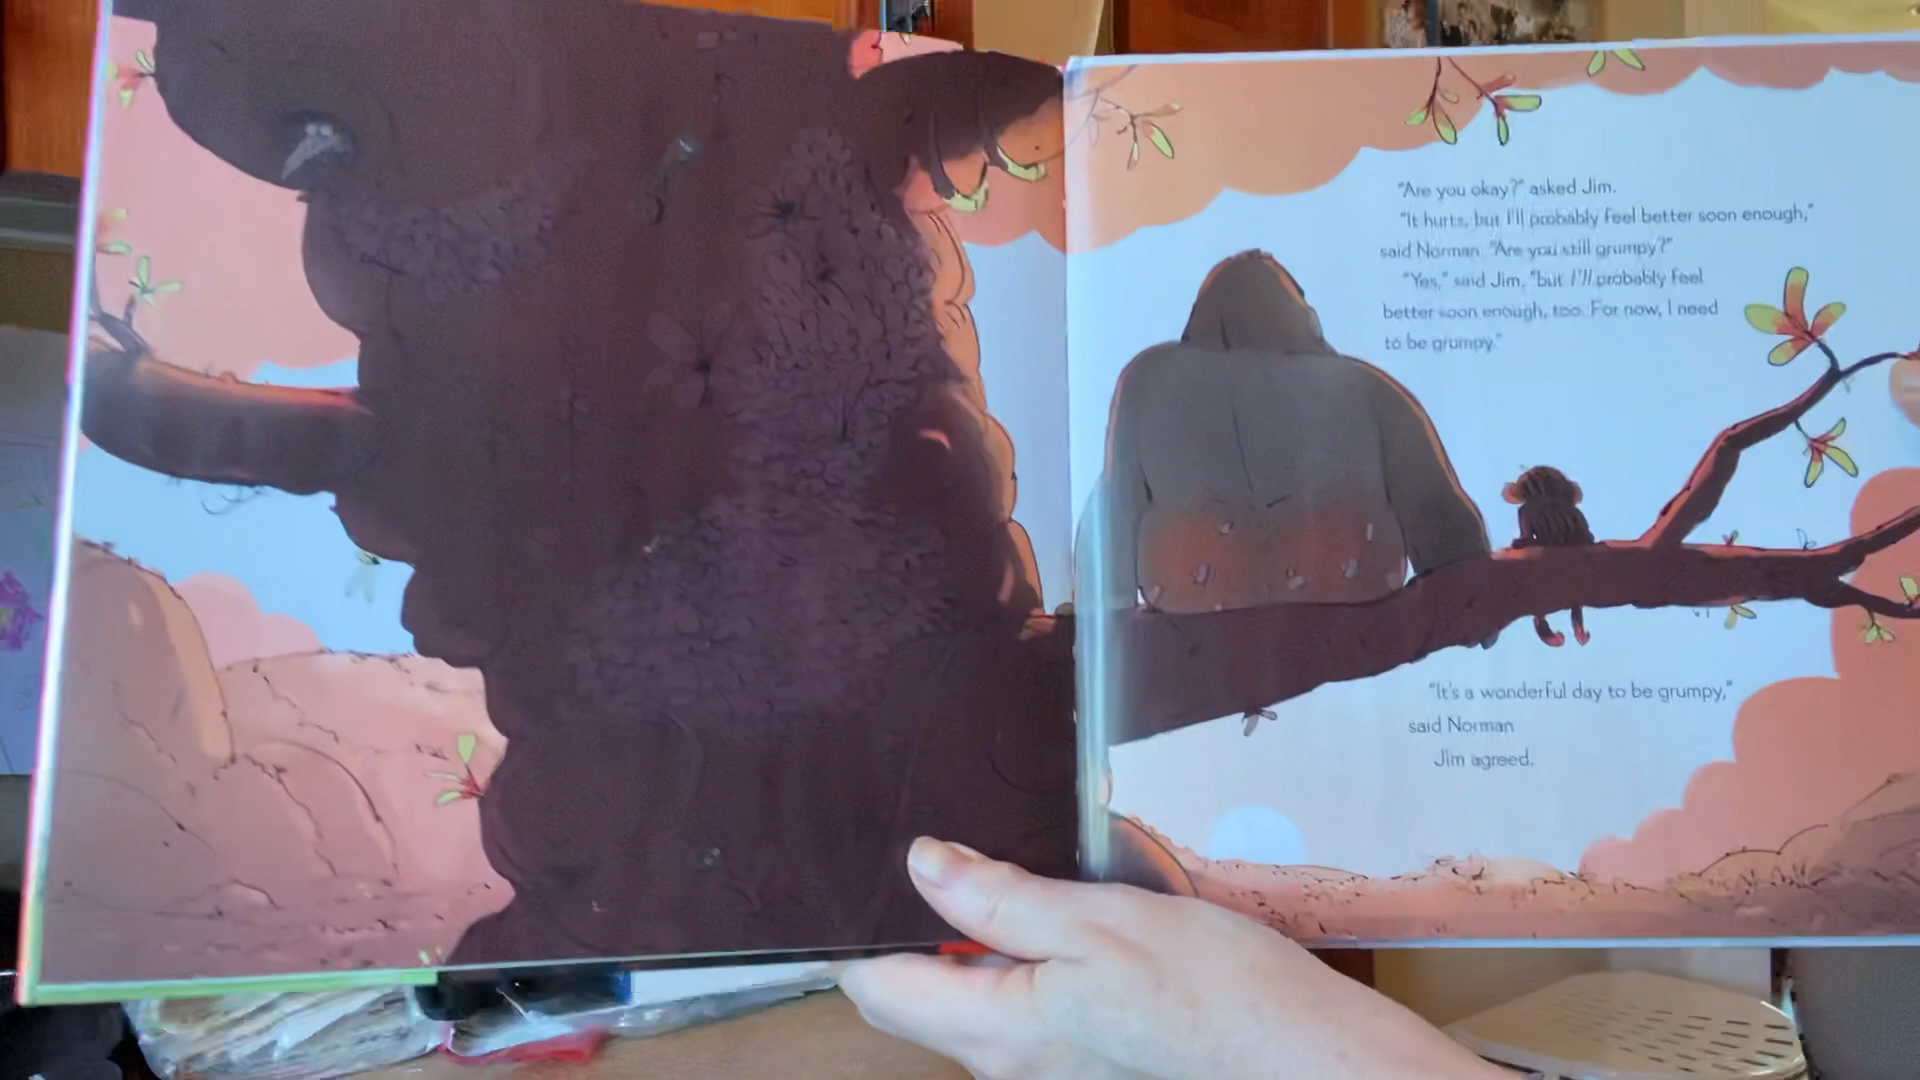 "Are you okay?" asked Jim.
"It hurts, but I'll probably feel better soon enough,"
said Norman. "Are you still grumpy?"
"Yes," said Jim, "but I'll probably feel
better soon enough, too. For now, I need
to be grumpy."
"It's a wonderful day to be grumpy,"
said Norman
Jim agreed.